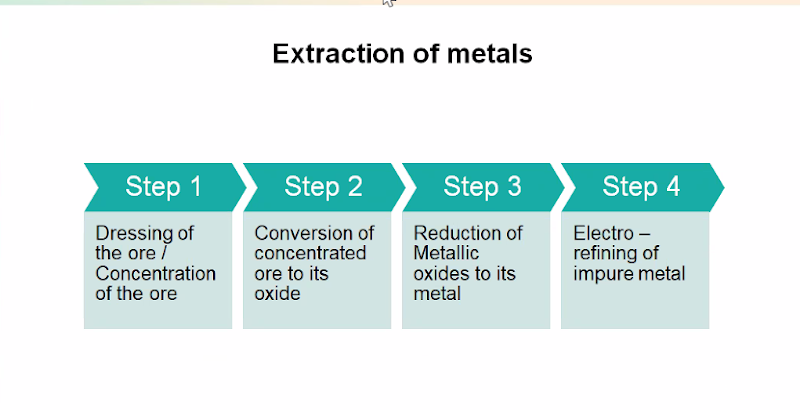 Extraction of metals
Step 1
Dressing of
the ore /
Concentration
of the ore
Step 2
Conversion of
concentrated
ore to its
oxide
Step 3
Reduction of
Metallic
oxides to its
metal
Step 4
Electro –
refining of
impure metal